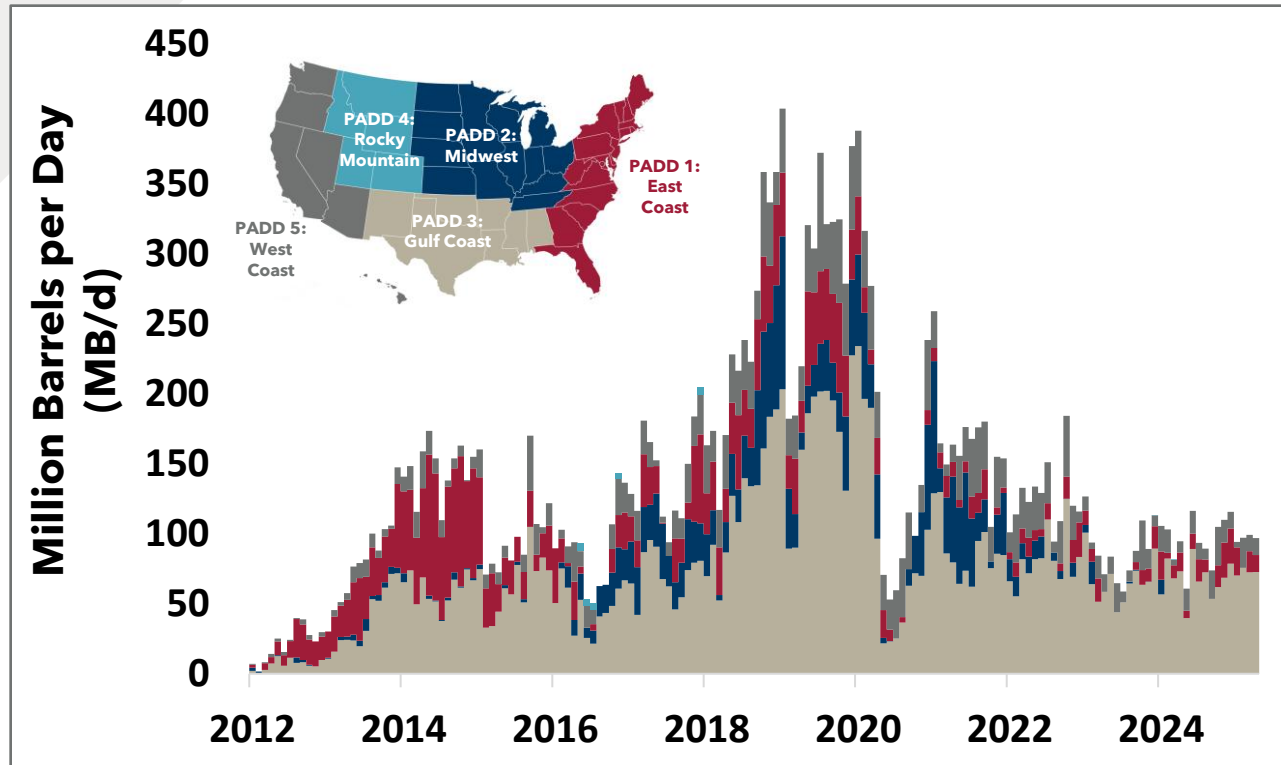 Million Barrels per Day
(MB/d)
450
400
350
300
250
200
150
100
50
0
PADD 4:
Rocky
Mountain
PADD 2:
Midwest
PADD 1:
East
Coast
PADD 5:
West
Coast
PADD 3:
Gulf Coast
2012
2014
2016
2018
2020
2022
2024